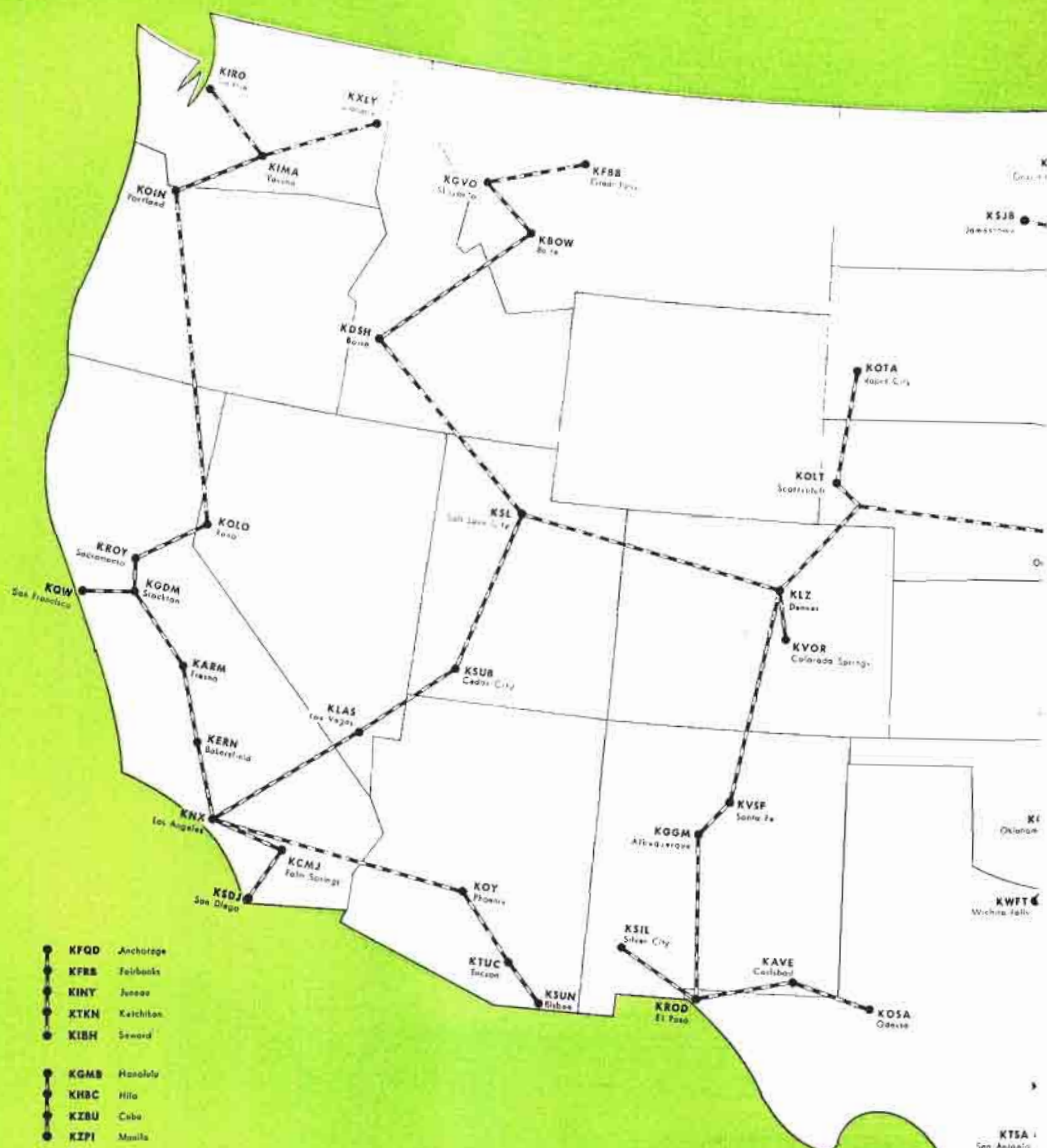 KIRO
KXLY
KIMA
KOIN
Portland
KGVO
KFBB
Great Falls
KBOW
KSJB
Jamestown
KDSH
Boise
KOTA
Rapid City
KOLT
Scottsbluff
KSL
Salt Lake City
KOLO
Reno
KROY
Sacramento
KQW
San Francisco
KGDM
Stockton
KLZ
Denver
KVOR
Colorado Springs
KARM
Fresno
KSUB
Cedar City
KLAS
Las Vegas
KERN
Bakersfield
KNX
Los Angeles
KVSF
Santa Fe
KGGM
Albuquerque
KCMJ
Palm Springs
KSDJ
San Diego
KOY
Phoenix
KWFT
Wichita Falls
KSIL
Silver City
KTUC
Tucson
KSUN
Bisbee
KAVE
Carlsbad
KROD
El Paso
KOSA
Odessa
KFQD Anchorage
KFRB Fairbanks
KINY Juneau
KTKN Ketchikan
KIBH Seward
KGMB Honolulu
KHBC Hilo
KZBU Cebu
KZPI Manila
KTSA
San Antonio